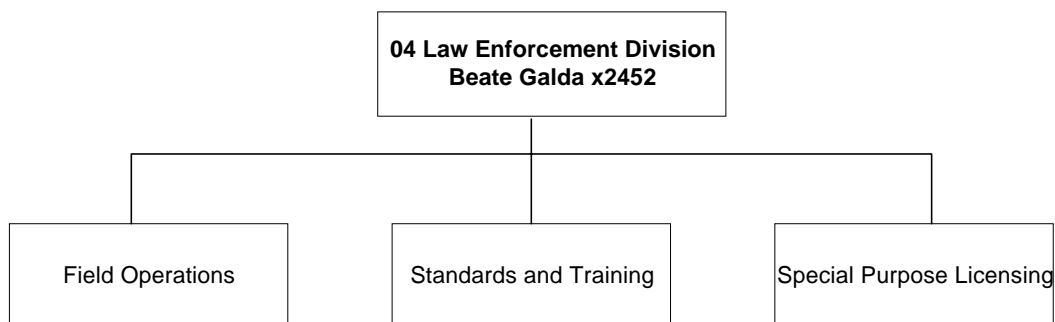 04 Law Enforcement Division
Beate Galda x2452
Field Operations
Standards and Training
Special Purpose Licensing